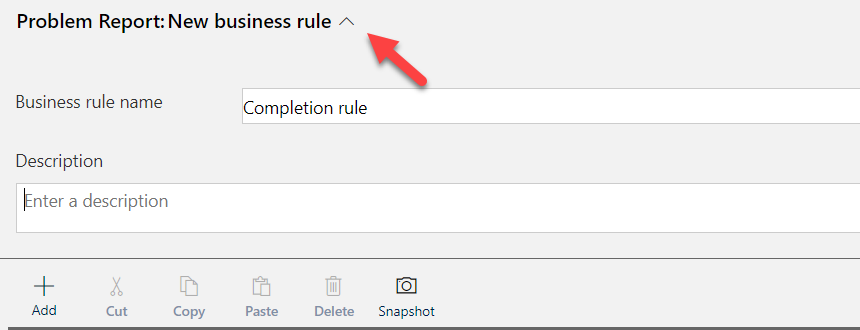 Problem Report: New business rule
Business rule name
Completion rule
Description
Enter a description
Add Cut Copy Paste Delete Snapshot